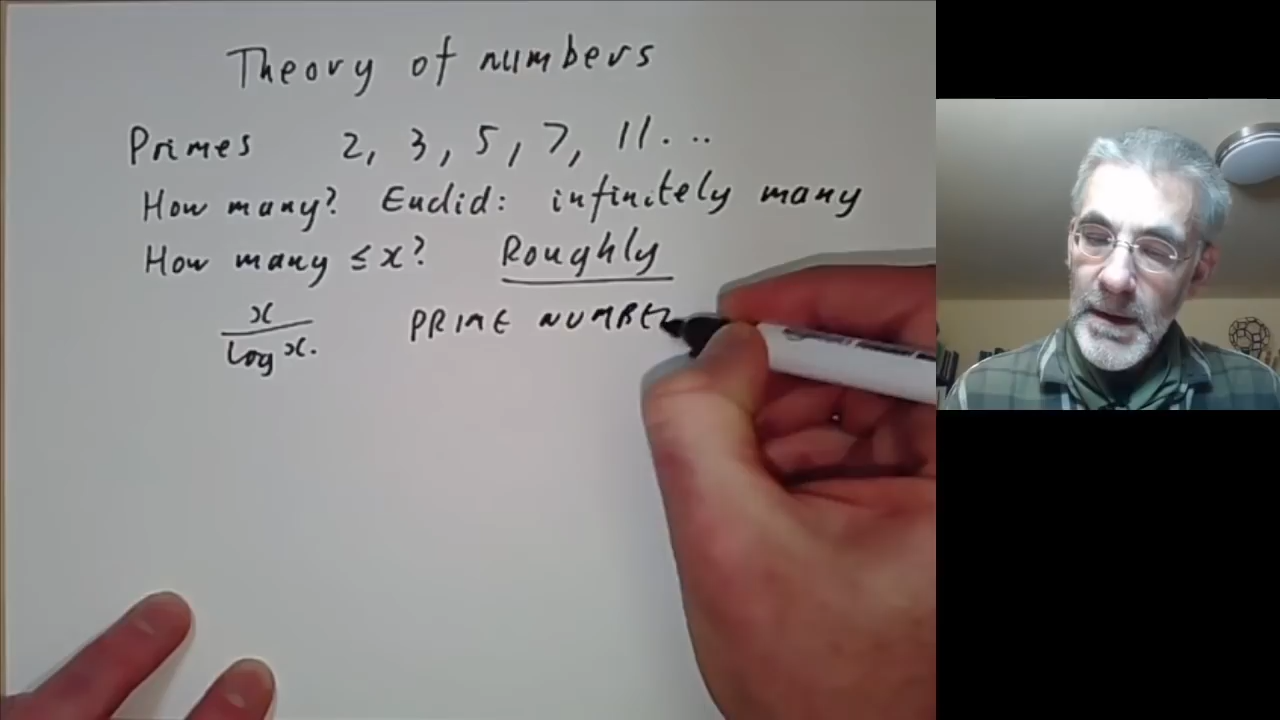 Theory of numbers
Primes 2, 3, 5, 7, 11...
How many? Euclid: infinitely many
How many ≤ x? Roughly
x
log x.
PRIME NUMBER